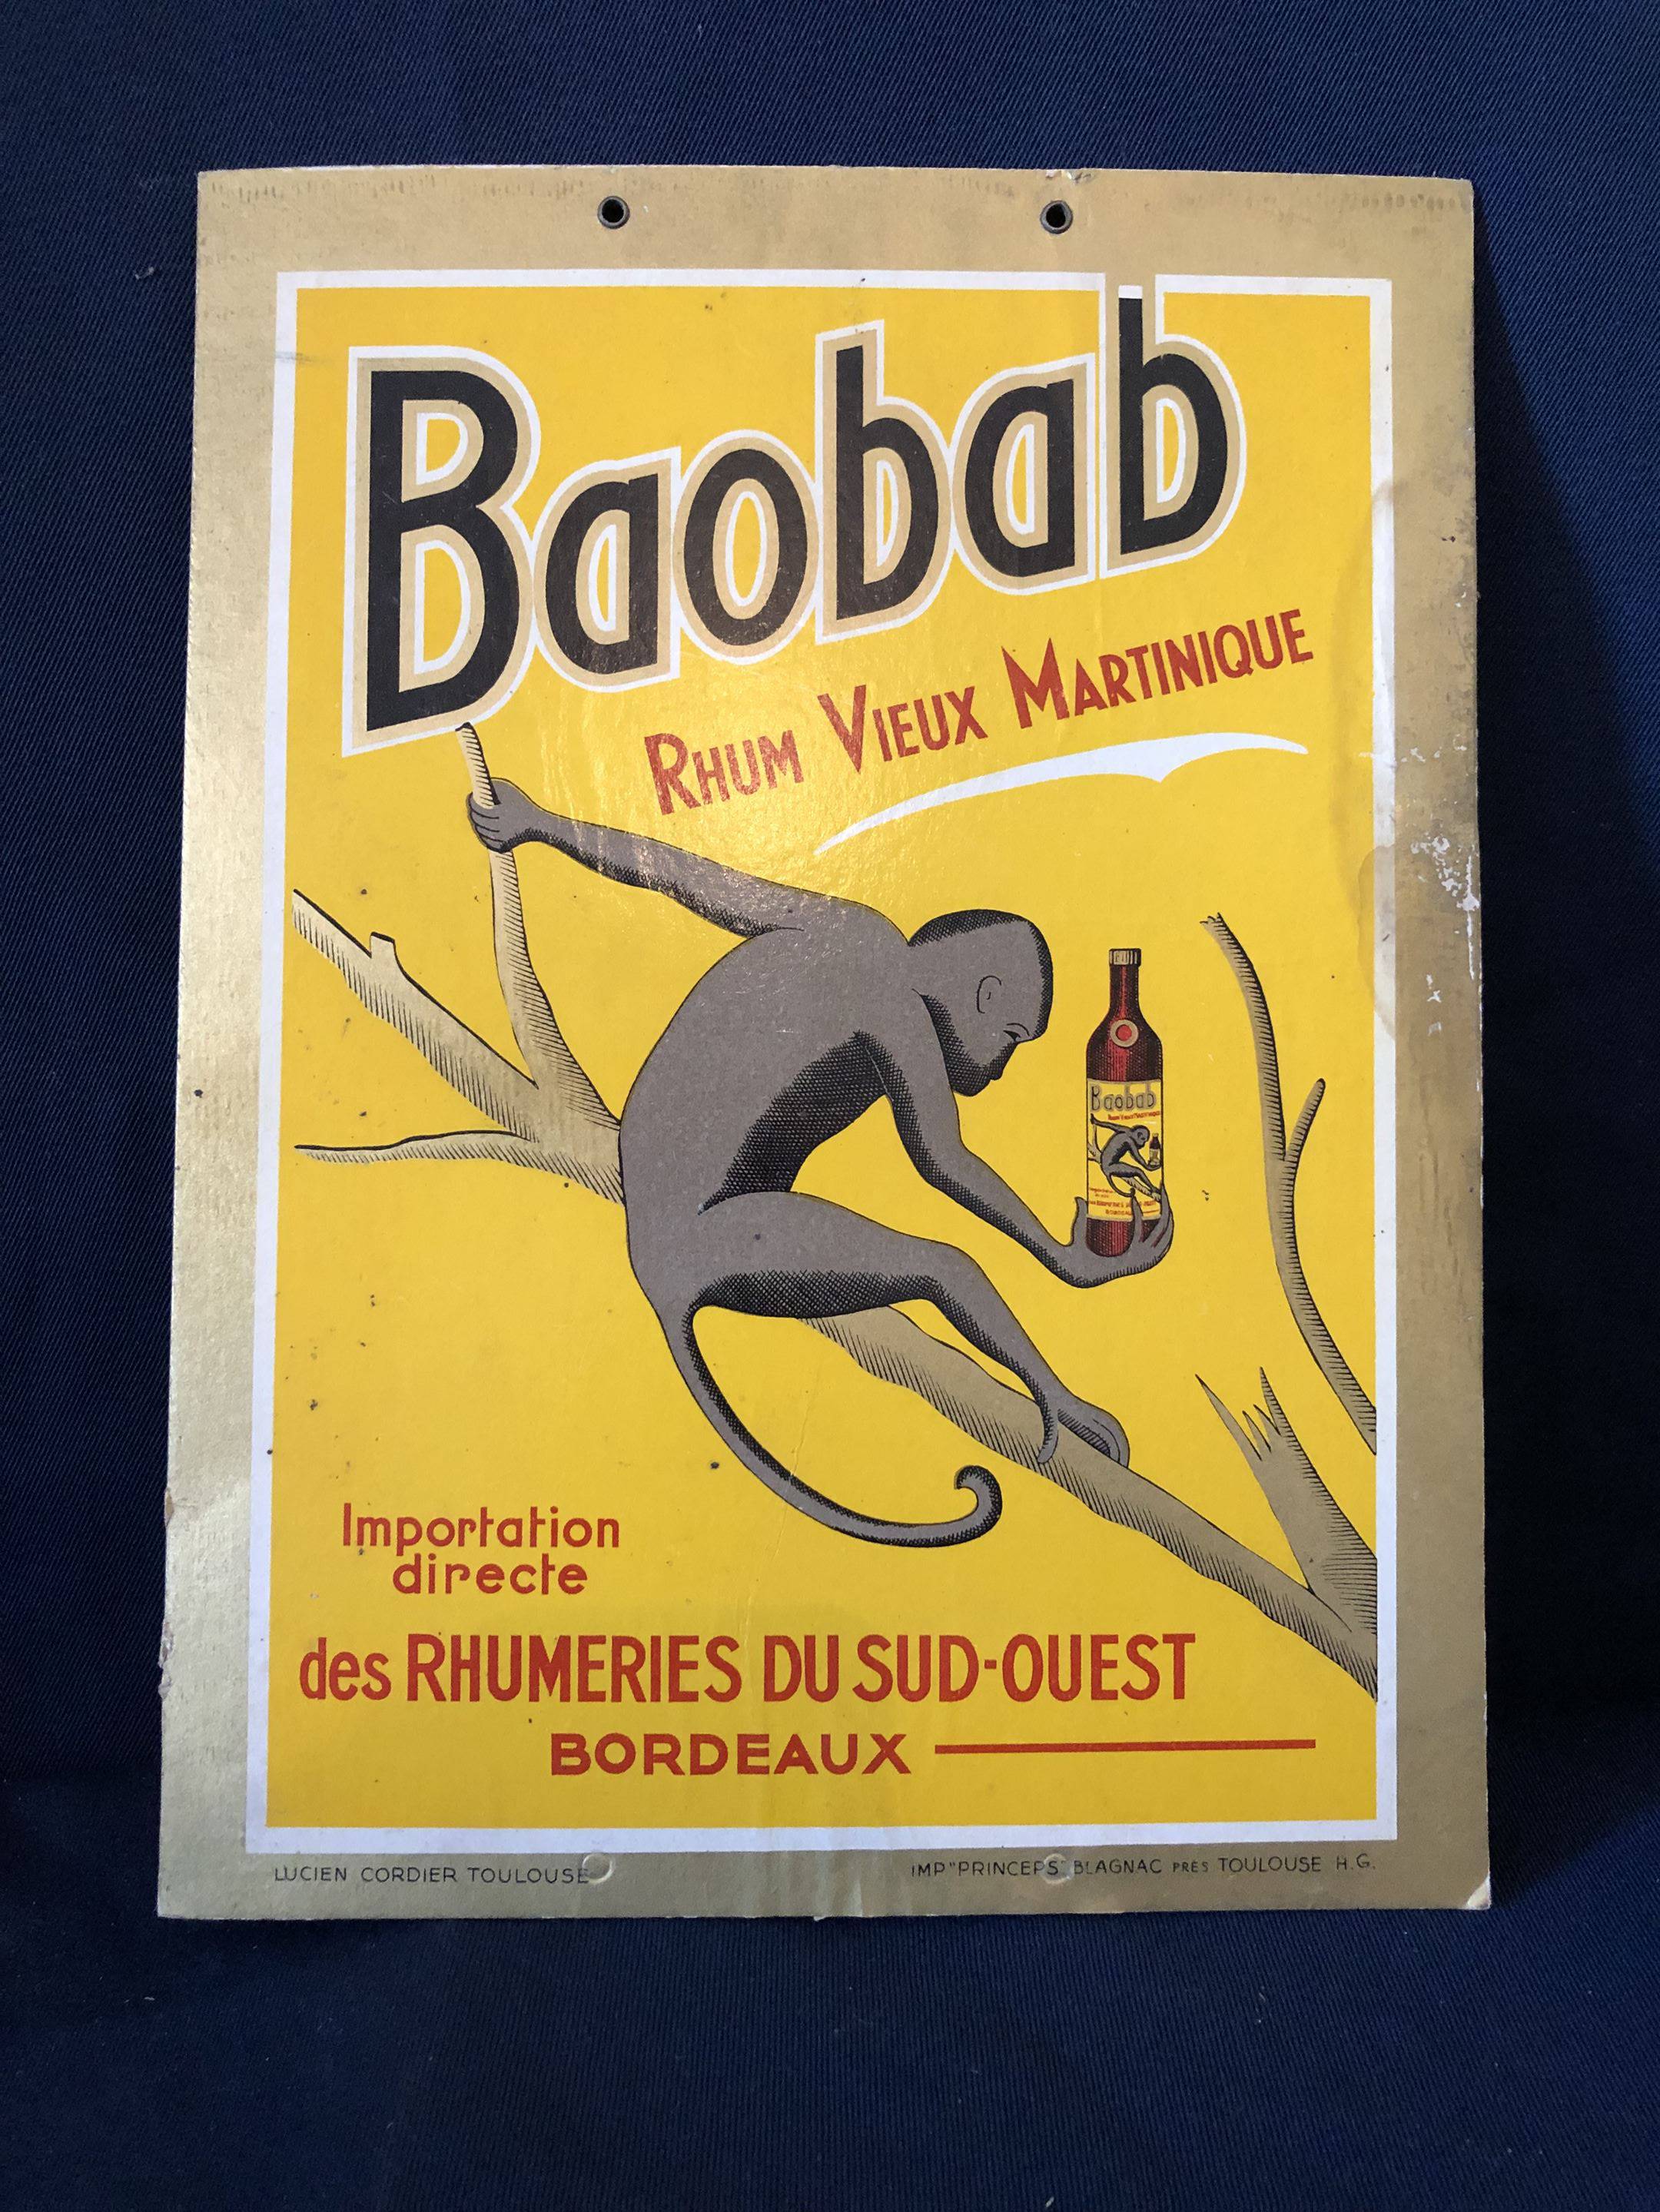 Baobab
RHUM VIEUX MARTINIQUE
Baobab
Importation
directe
des RHUMERIES DU SUD-OUEST
BORDEAUX
LUCIEN CORDIER TOULOUSE
IMP "PRINCEPS" BLAGNAC PRÈS TOULOUSE H.G.